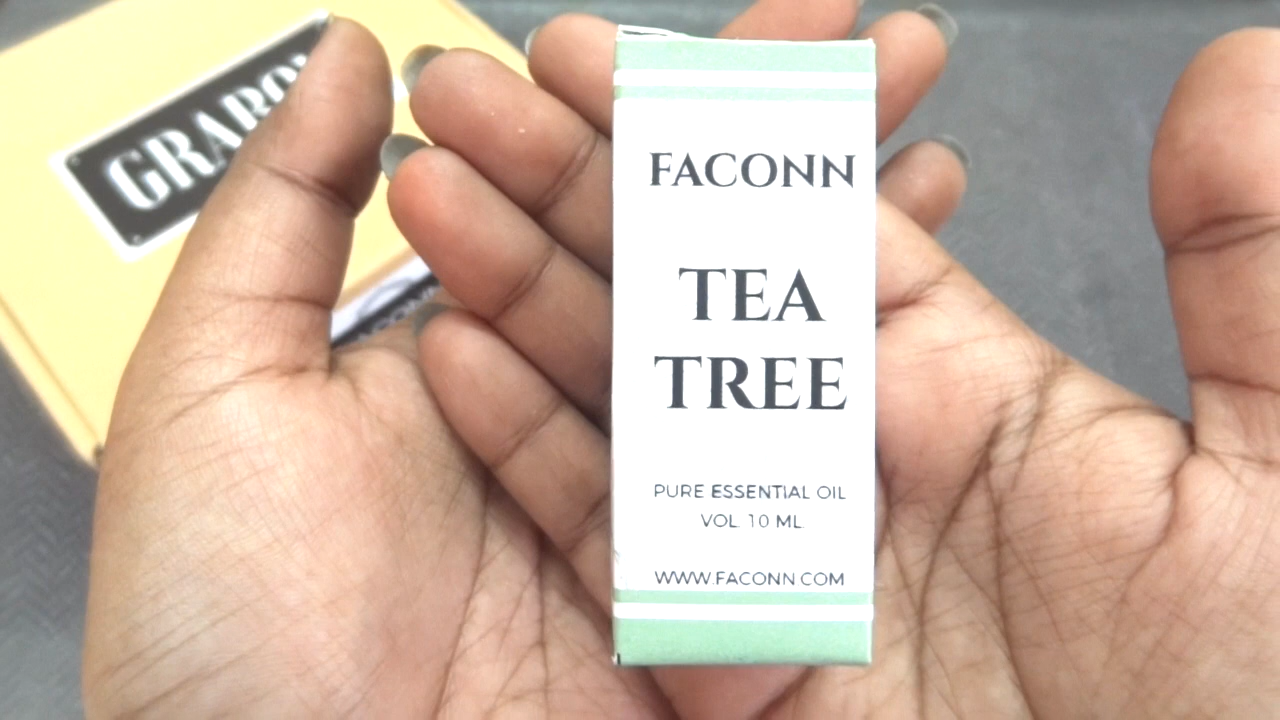 FACONN
TEA
TREE
PURE ESSENTIAL OIL
VOL. 10 ML
WWW.FACONN.COM